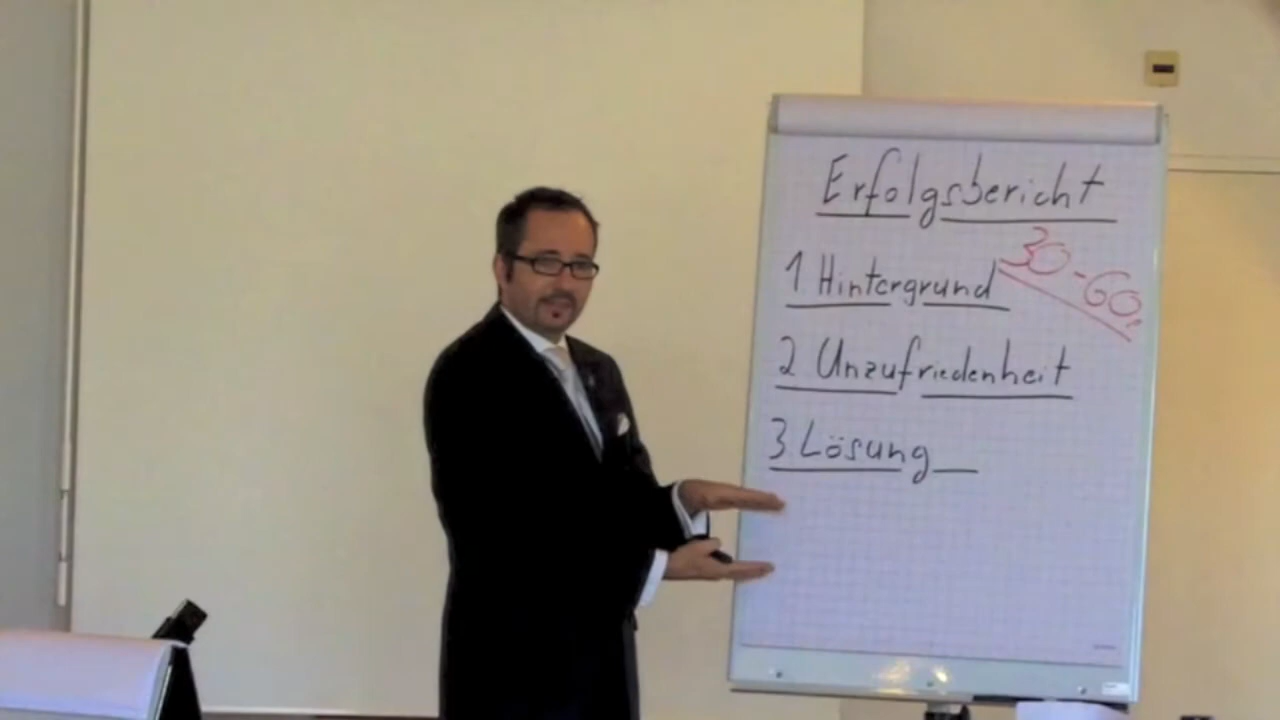 Erfolgsbericht
30-60
1 Hintergrund
2 Unzufriedenheit
3 Lösung